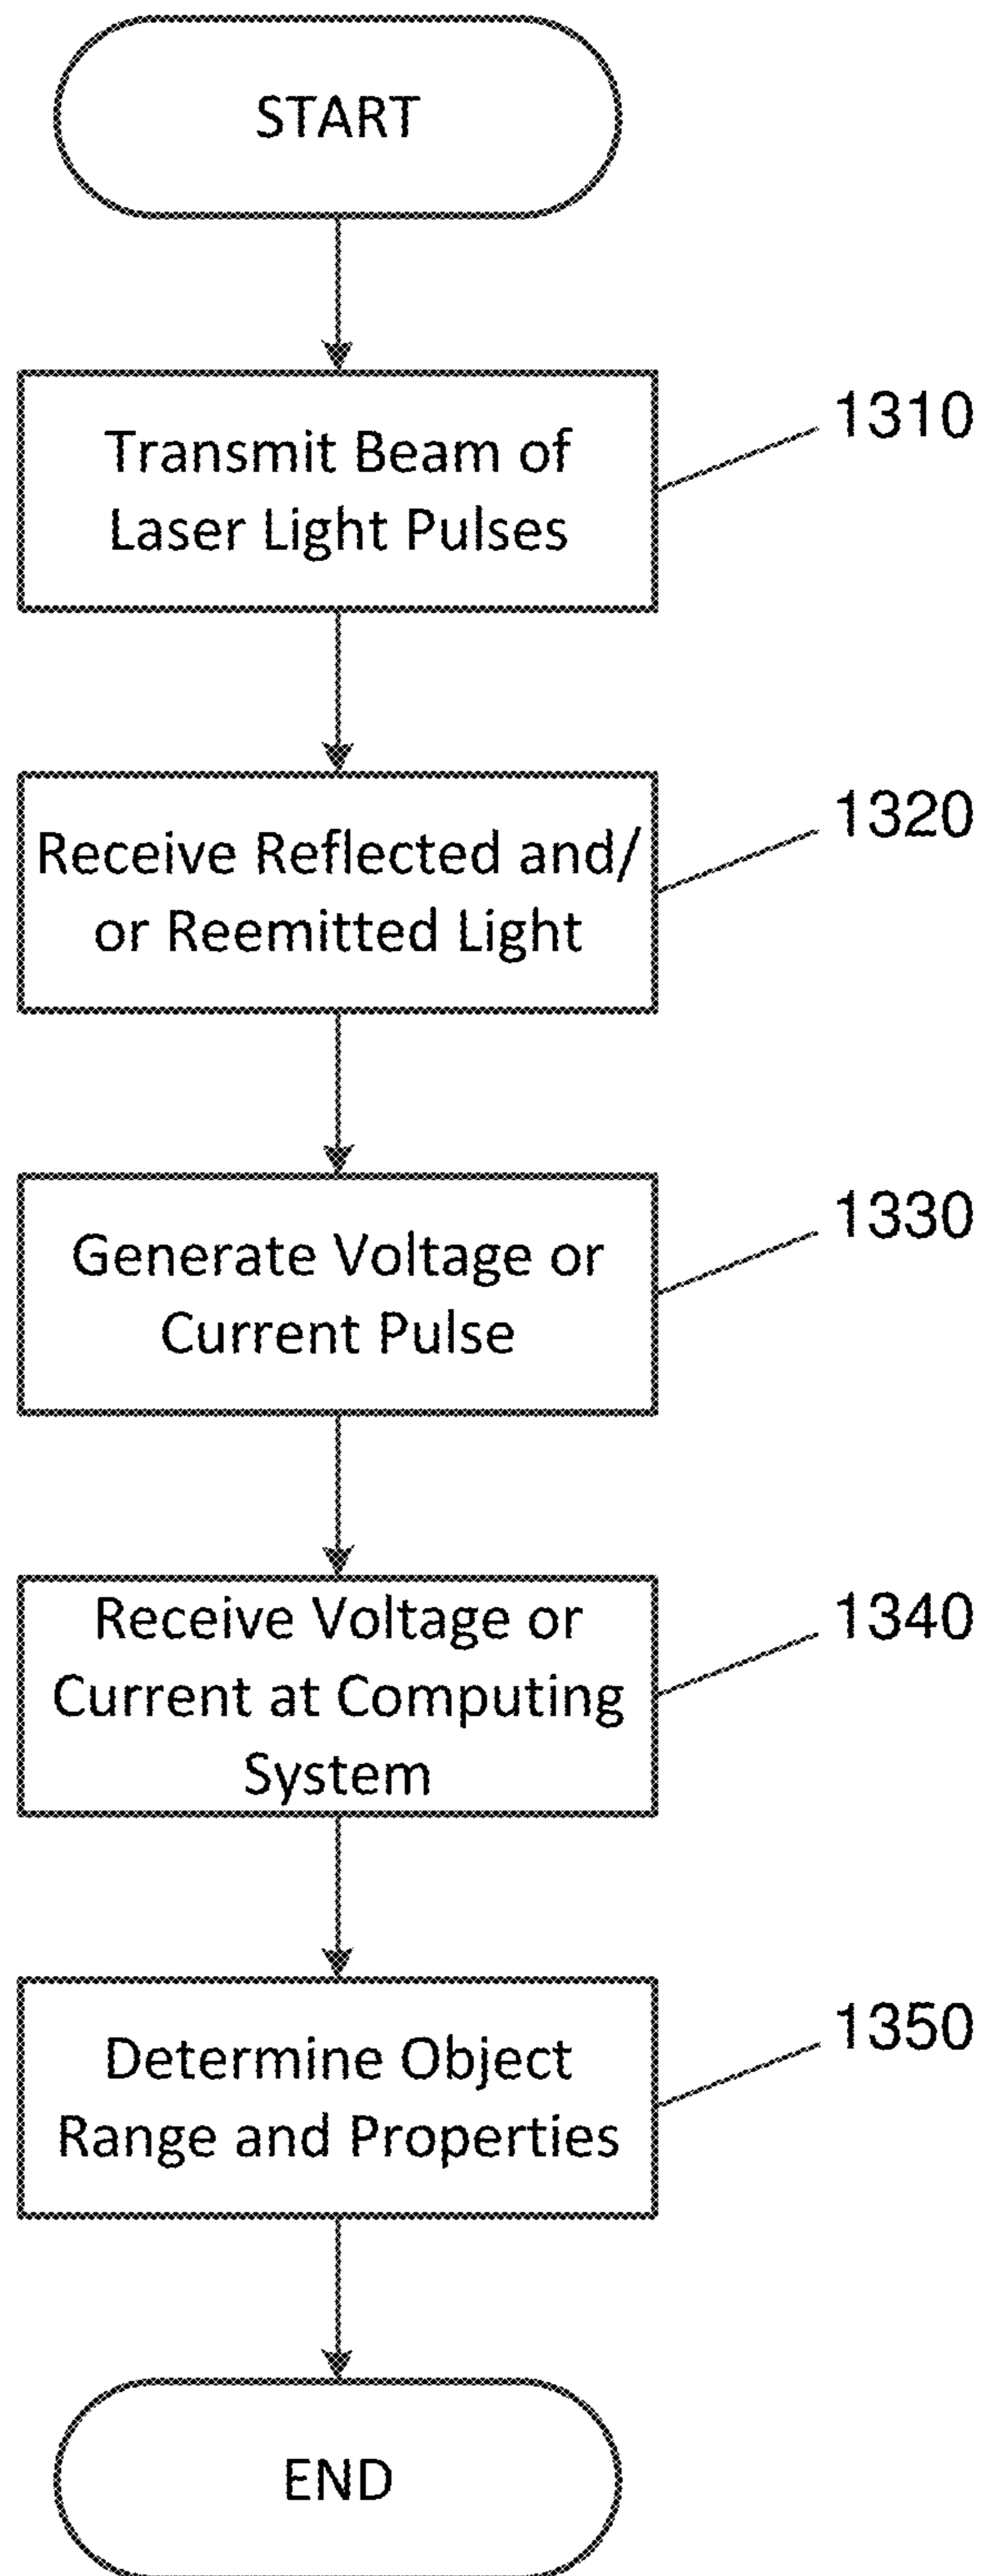 START
Transmit Beam of
Laser Light Pulses
1310
Receive Reflected and/
or Reemitted Light
1320
Generate Voltage or
Current Pulse
1330
Receive Voltage or
Current at Computing
System
1340
Determine Object
Range and Properties
1350
END